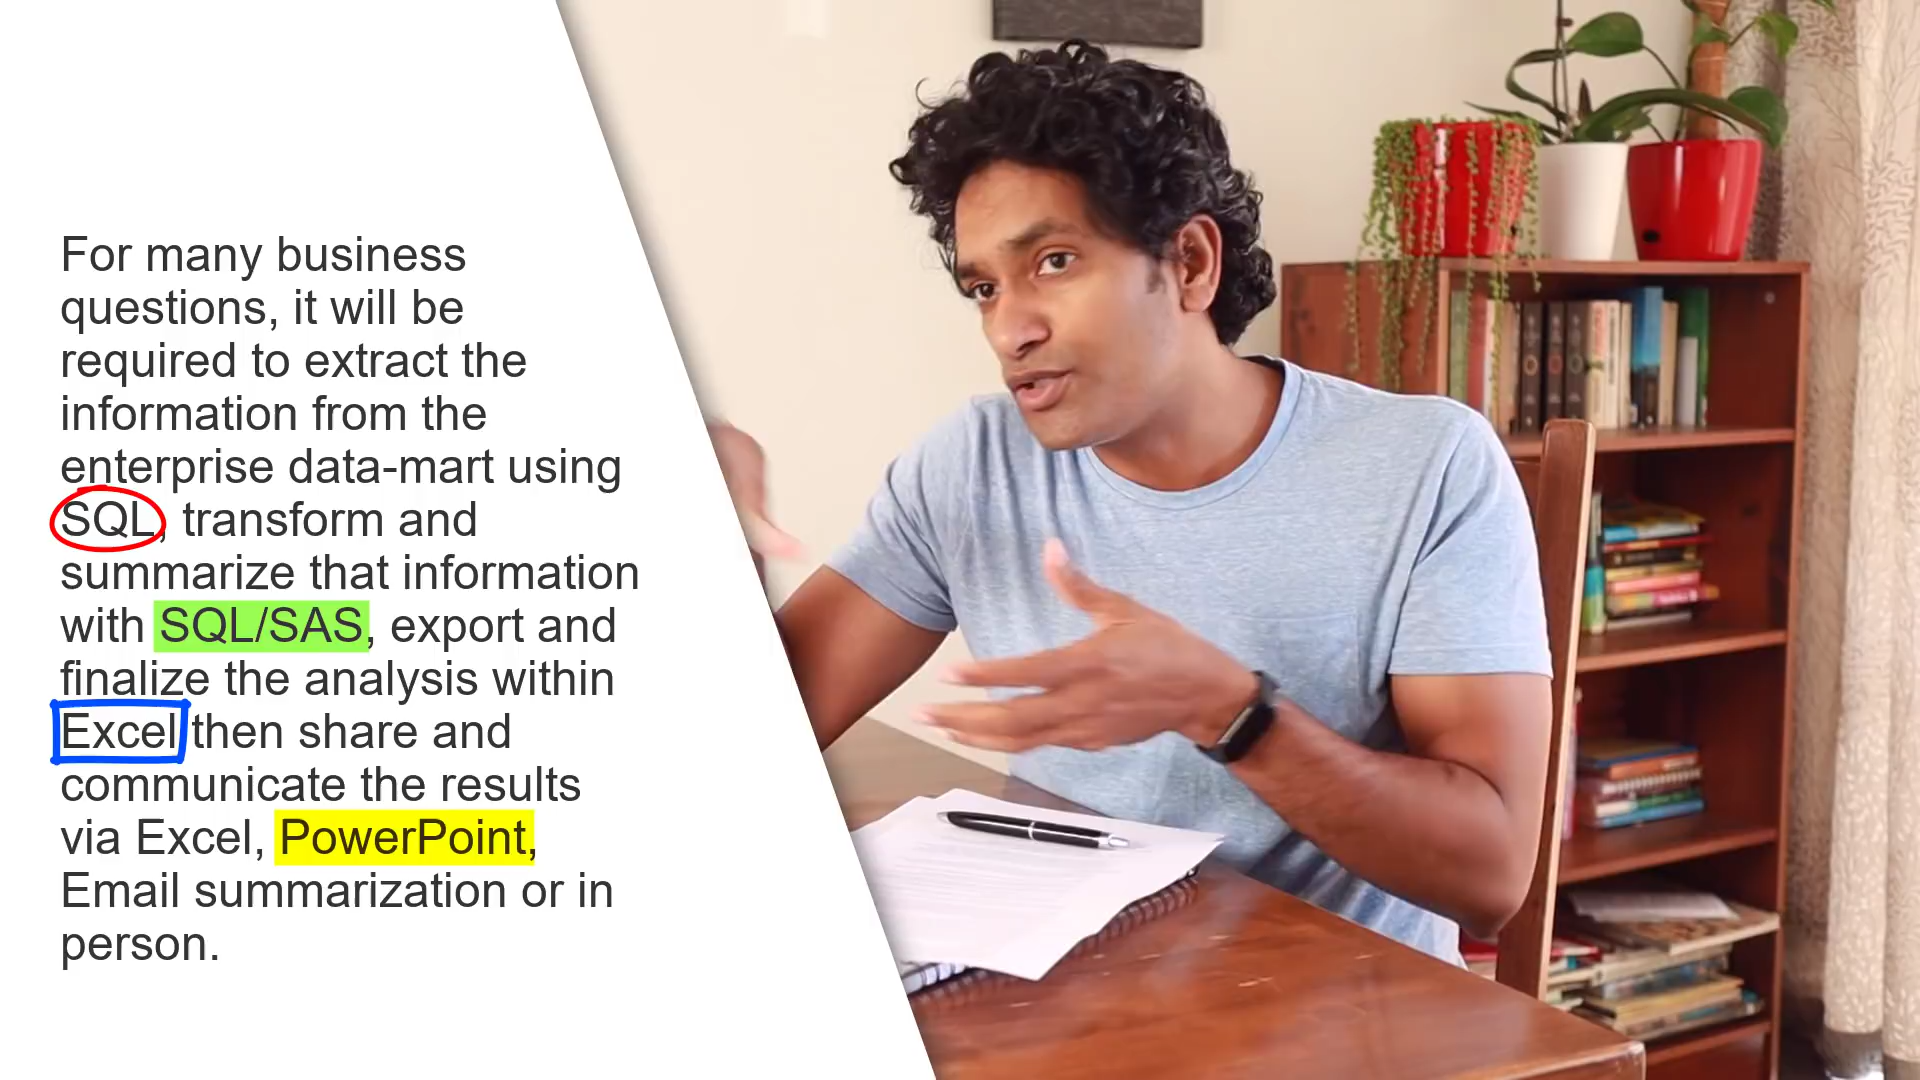 For many business
questions, it will be
required to extract the
information from the
enterprise data-mart using
SQL, transform and
summarize that information
with SQL/SAS, export and
finalize the analysis within
Excel then share and
communicate the results
via Excel, PowerPoint,
Email summarization or in
person.